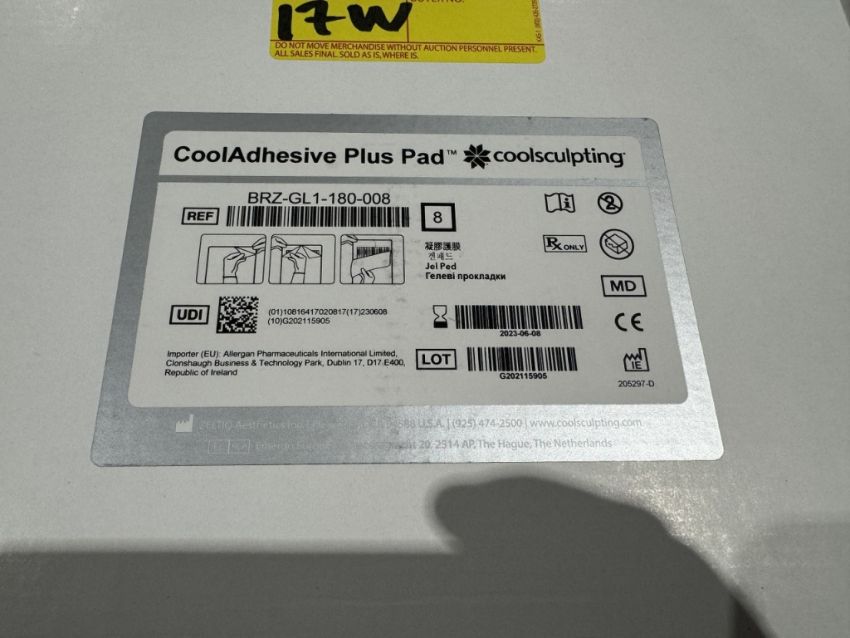 17W
DO NOT MOVE MERCHANDISE WITHOUT AUCTION PERSONNEL PRESENT.
ALL SALES FINAL. SOLD AS IS, WHERE IS.
CoolAdhesive Plus Pad™ coolsculpting
BRZ-GL1-180-008
REF
8
凝膠護膜
젤패드
Jel Ped
Гелеві прокладки
Rx ONLY
MD
UDI
(01)10816417020817(17)230608
(10)G202115905
2023-06-08
CE
Importer (EU): Allergan Pharmaceuticals International Limited,
Clonshaugh Business & Technology Park, Dublin 17, D17 E400,
Republic of Ireland
LOT
G202115905
IE
205297-D
ZELTIQ Aesthetics Inc. U.S.A. | (925) 474-2500 | www.coolsculpting.com
20, 2514 AP, The Hague, The Netherlands